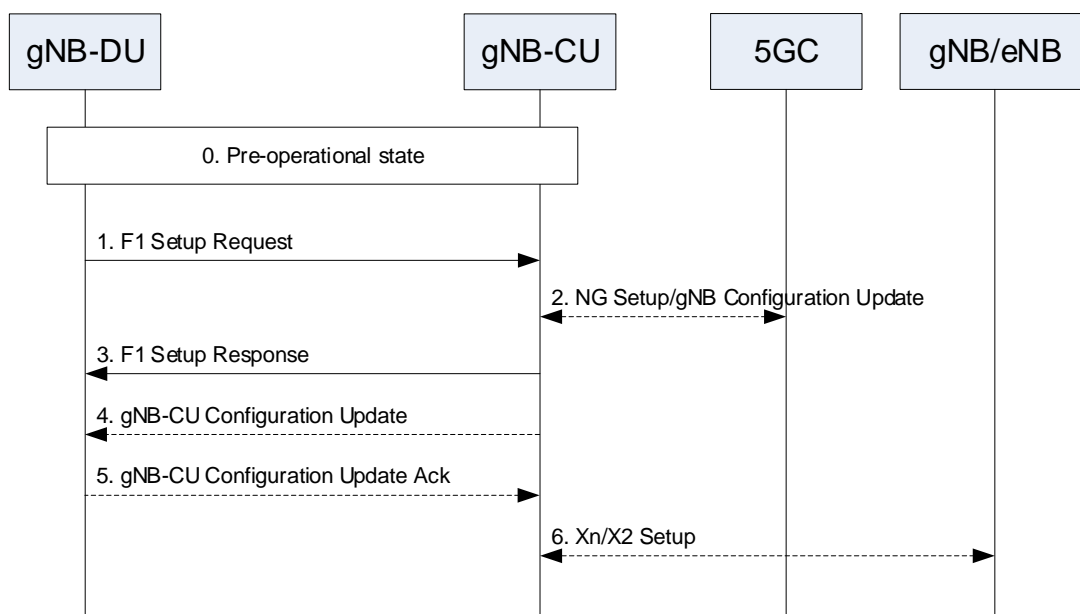 gNB-DU
gNB-CU
5GC
gNB/eNB
0. Pre-operational state
1. F1 Setup Request
2. NG Setup/gNB Configuration Update
3. F1 Setup Response
4. gNB-CU Configuration Update
5. gNB-CU Configuration Update Ack
6. Xn/X2 Setup